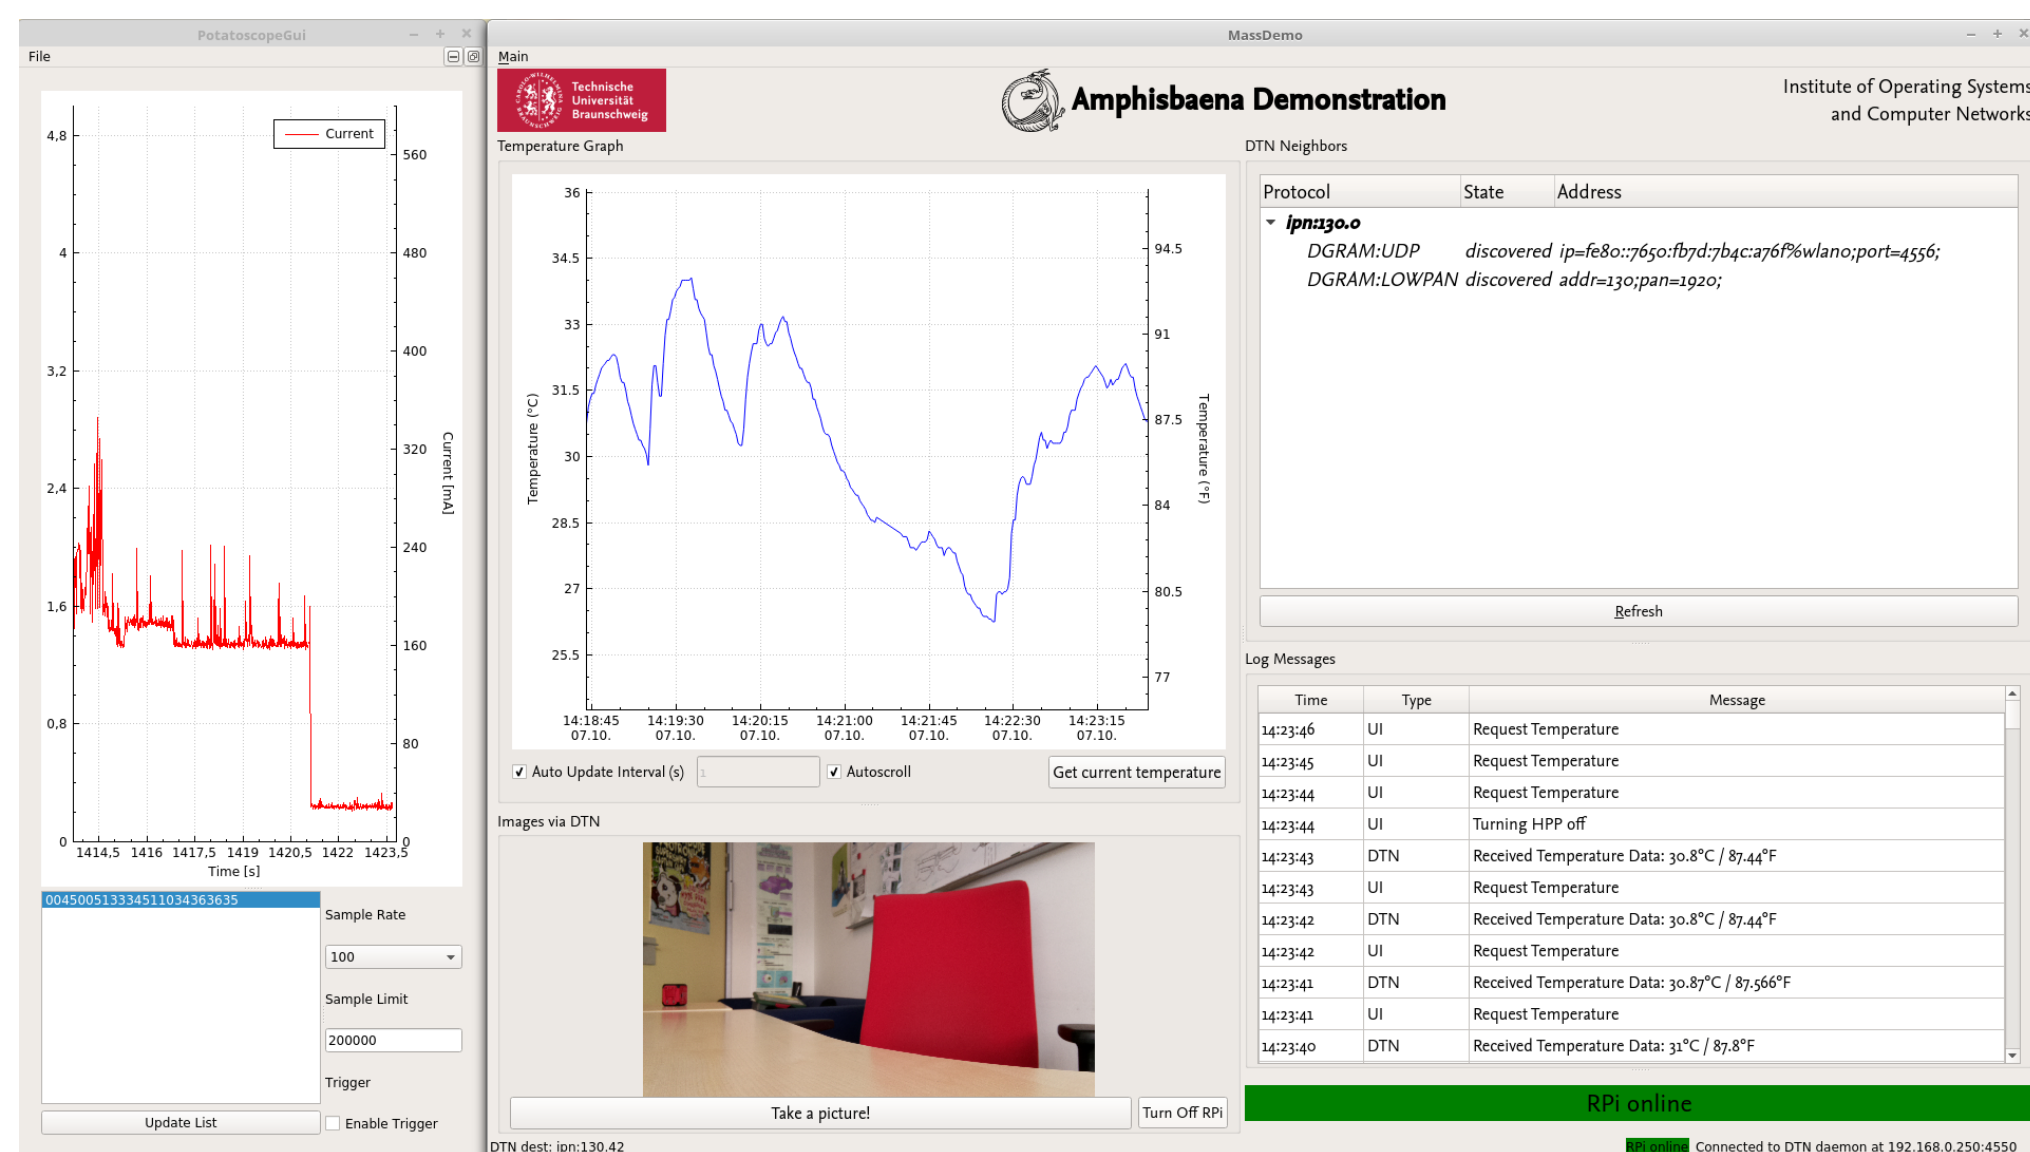 PotatoscopeGui
File
Current
4,8
4
3,2
2,4
1,6
0,8
0
560
480
400
320
240
160
80
0
Current [mA]
1414,5 1416 1417,5 1419 1420,5 1422 1423,5
Time [s]
004500513334511034363635
Sample Rate
100
Sample Limit
200000
Trigger
Update List
Enable Trigger
MassDemo
Main
Technische
Universität
Braunschweig
Amphisbaena Demonstration
Institute of Operating Systems
and Computer Networks
Temperature Graph
36
34.5
33
31.5
30
28.5
27
25.5
Temperature (°C)
94.5
91
87.5
84
80.5
77
Temperature (°F)
14:18:45 14:19:30 14:20:15 14:21:00 14:21:45 14:22:30 14:23:15
07.10. 07.10. 07.10. 07.10. 07.10. 07.10. 07.10.
Auto Update Interval (s) 1 Autoscroll Get current temperature
Images via DTN
Take a picture! Turn Off RPi
DTN dest: ipn:130.42
DTN Neighbors
Protocol State Address
ipn:130.0
DGRAM:UDP discovered ip=fe80::7650:fb7d:7b4c:a76f%wlan0;port=4556;
DGRAM:LOWPAN discovered addr=130;pan=1920;
Refresh
Log Messages
Time Type Message
14:23:46 UI Request Temperature
14:23:45 UI Request Temperature
14:23:44 UI Request Temperature
14:23:44 UI Turning HPP off
14:23:43 DTN Received Temperature Data: 30.8°C / 87.44°F
14:23:43 UI Request Temperature
14:23:42 DTN Received Temperature Data: 30.8°C / 87.44°F
14:23:42 UI Request Temperature
14:23:41 DTN Received Temperature Data: 30.87°C / 87.566°F
14:23:41 UI Request Temperature
14:23:40 DTN Received Temperature Data: 31°C / 87.8°F
RPi online
RPi online Connected to DTN daemon at 192.168.0.250:4550